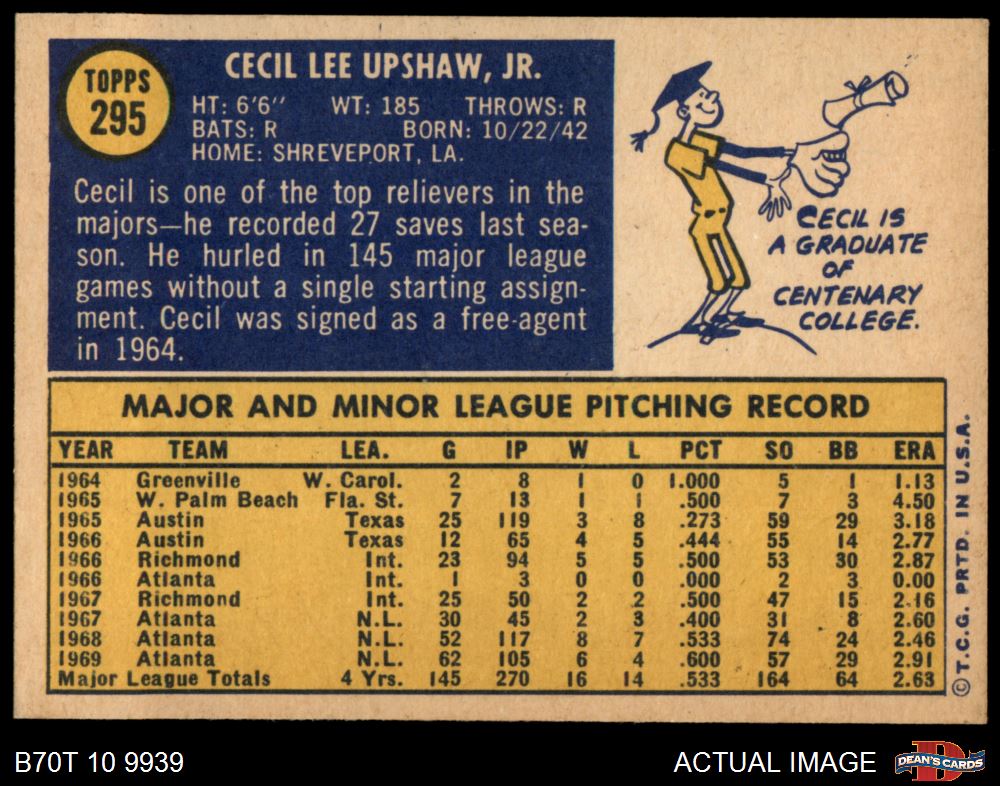 TOPPS
295
CECIL LEE UPSHAW, JR.
HT: 6'6" WT: 185 THROWS: R
BATS: R BORN: 10/22/42
HOME: SHREVEPORT, LA.
Cecil is one of the top relievers in the
majors—he recorded 27 saves last sea-
son. He hurled in 145 major league
games without a single starting assign-
ment. Cecil was signed as a free-agent
in 1964.
CECIL IS
A GRADUATE
OF
CENTENARY
COLLEGE.
MAJOR AND MINOR LEAGUE PITCHING RECORD
YEAR TEAM LEA. G IP W L PCT SO BB ERA
1964 Greenville W. Carol. 2 8 1 0 1.000 5 1 1.13
1965 W. Palm Beach Fla. St. 7 13 1 1 .500 7 3 4.50
1965 Austin Texas 25 119 3 8 .273 59 29 3.18
1966 Austin Texas 12 65 4 5 .444 55 14 2.77
1966 Richmond Int. 23 94 5 5 .500 53 30 2.87
1966 Atlanta Int. 1 3 0 0 .000 2 3 0.00
1967 Richmond Int. 25 50 2 2 .500 47 15 2.16
1967 Atlanta N.L. 30 45 2 3 .400 31 8 2.60
1968 Atlanta N.L. 52 117 8 7 .533 74 24 2.46
1969 Atlanta N.L. 62 105 6 4 .600 57 29 2.91
Major League Totals 4 Yrs. 145 270 16 14 .533 164 64 2.63
© T.C.G. PRTD. IN U.S.A.
B70T 10 9939
ACTUAL IMAGE
DEAN'S CARDS